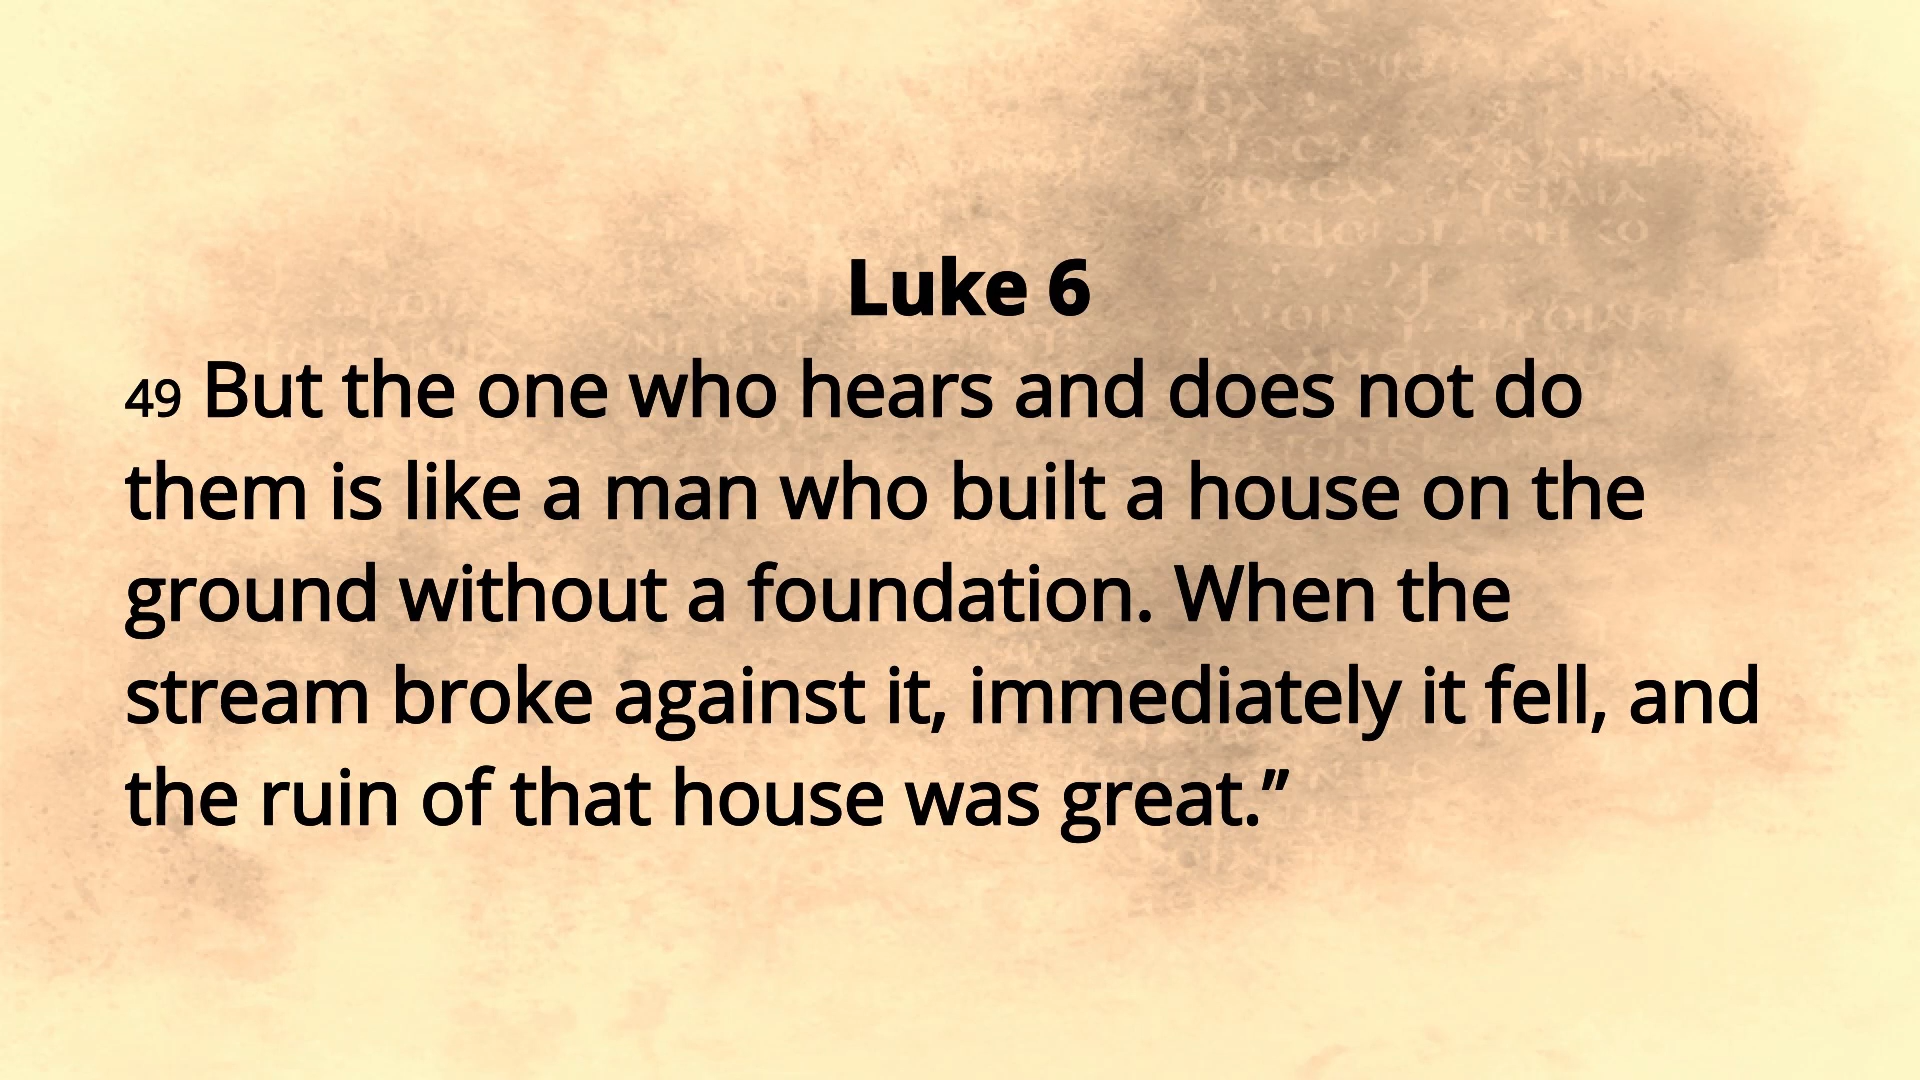 Luke 6
49 But the one who hears and does not do
them is like a man who built a house on the
ground without a foundation. When the
stream broke against it, immediately it fell, and
the ruin of that house was great.”